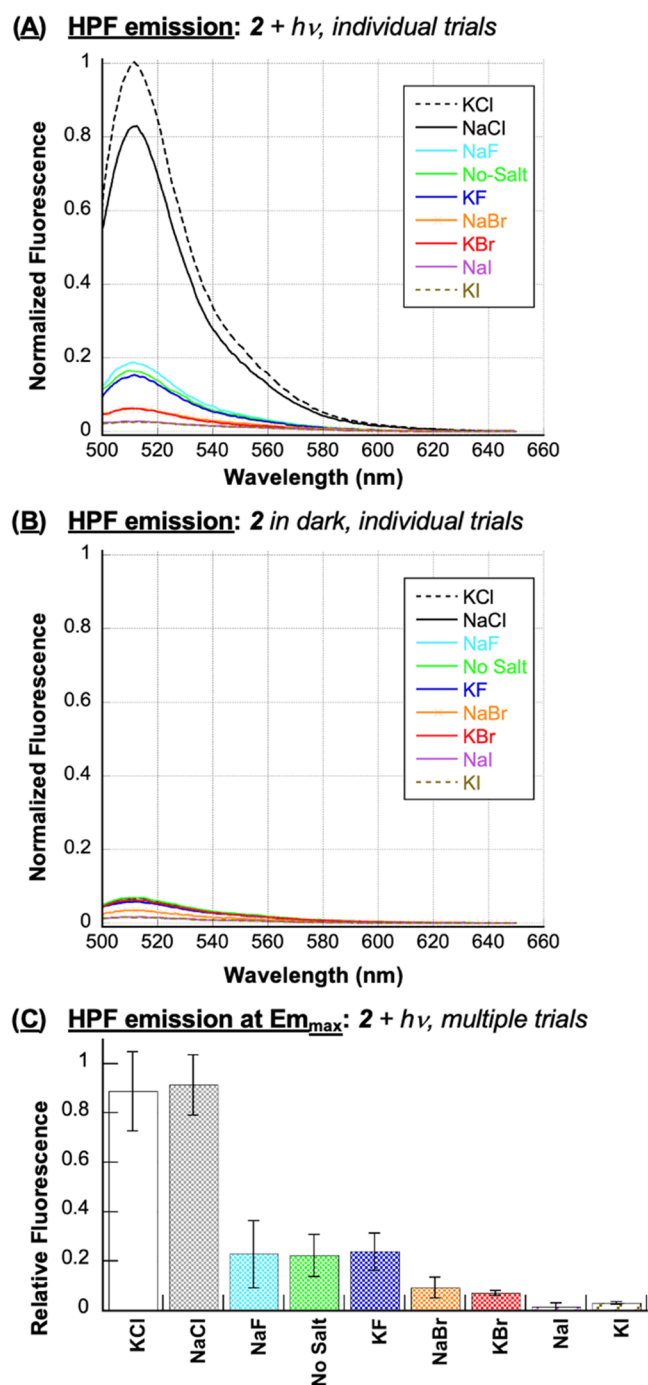 (A) HPF emission: 2 + hν, individual trials
1
0.8
0.6
0.4
0.2
0
Normalized Fluorescence
KCl
NaCl
NaF
No-Salt
KF
NaBr
KBr
NaI
KI
500 520 540 560 580 600 620 640 660
Wavelength (nm)
(B) HPF emission: 2 in dark, individual trials
1
0.8
0.6
0.4
0.2
0
Normalized Fluorescence
KCl
NaCl
NaF
No Salt
KF
NaBr
KBr
NaI
KI
500 520 540 560 580 600 620 640 660
Wavelength (nm)
(C) HPF emission at Emmax: 2 + hν, multiple trials
1
0.8
0.6
0.4
0.2
0
Relative Fluorescence
KCl NaCl NaF No Salt KF NaBr KBr NaI KI